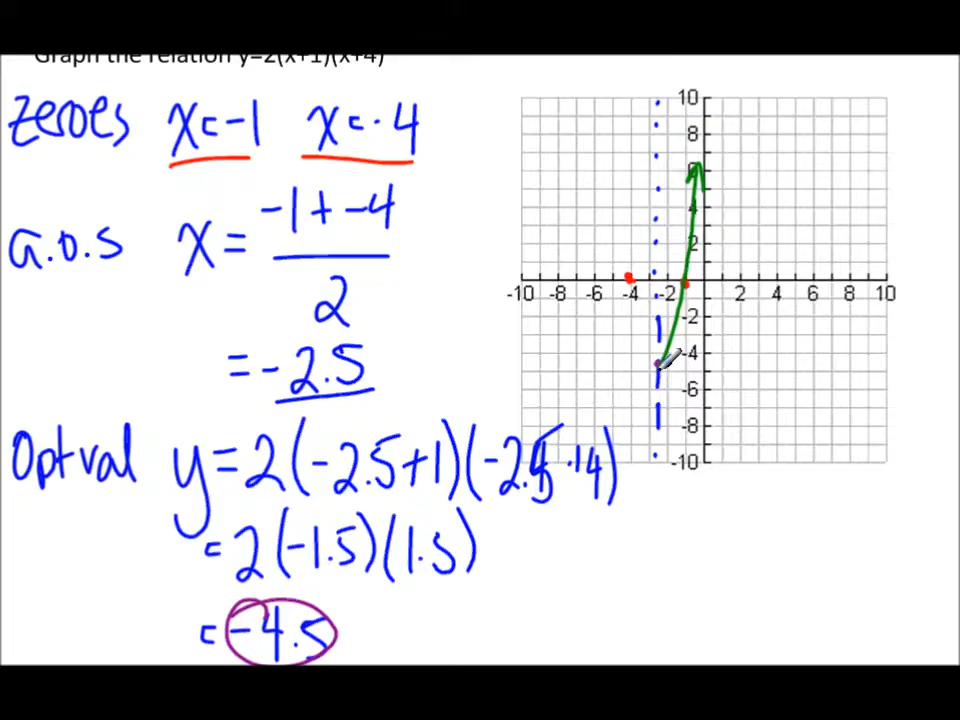 Graph the relation y=2(x+1)(x+4)
zeroes x=-1 x=-4
a.o.s x= -1+-4
2
=-2.5
Opt val y=2(-2.5+1)(-2.5+4)
=2(-1.5)(1.5)
=-4.5
10
8
6
4
2
-10 -8 -6 -4 -2 2 4 6 8 10
-2
-4
-6
-8
-10